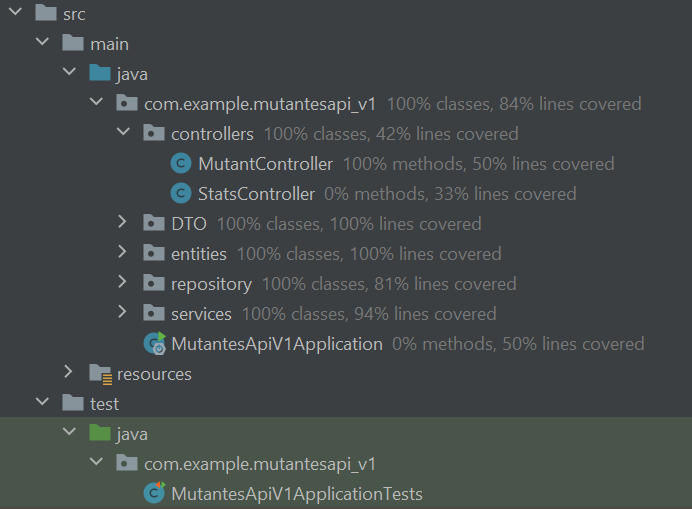 src
main
java
com.example.mutantesapi_v1 100% classes, 84% lines covered
controllers 100% classes, 42% lines covered
MutantController 100% methods, 50% lines covered
StatsController 0% methods, 33% lines covered
DTO 100% classes, 100% lines covered
entities 100% classes, 100% lines covered
repository 100% classes, 81% lines covered
services 100% classes, 94% lines covered
MutantesApiV1Application 0% methods, 50% lines covered
resources
test
java
com.example.mutantesapi_v1
MutantesApiV1ApplicationTests